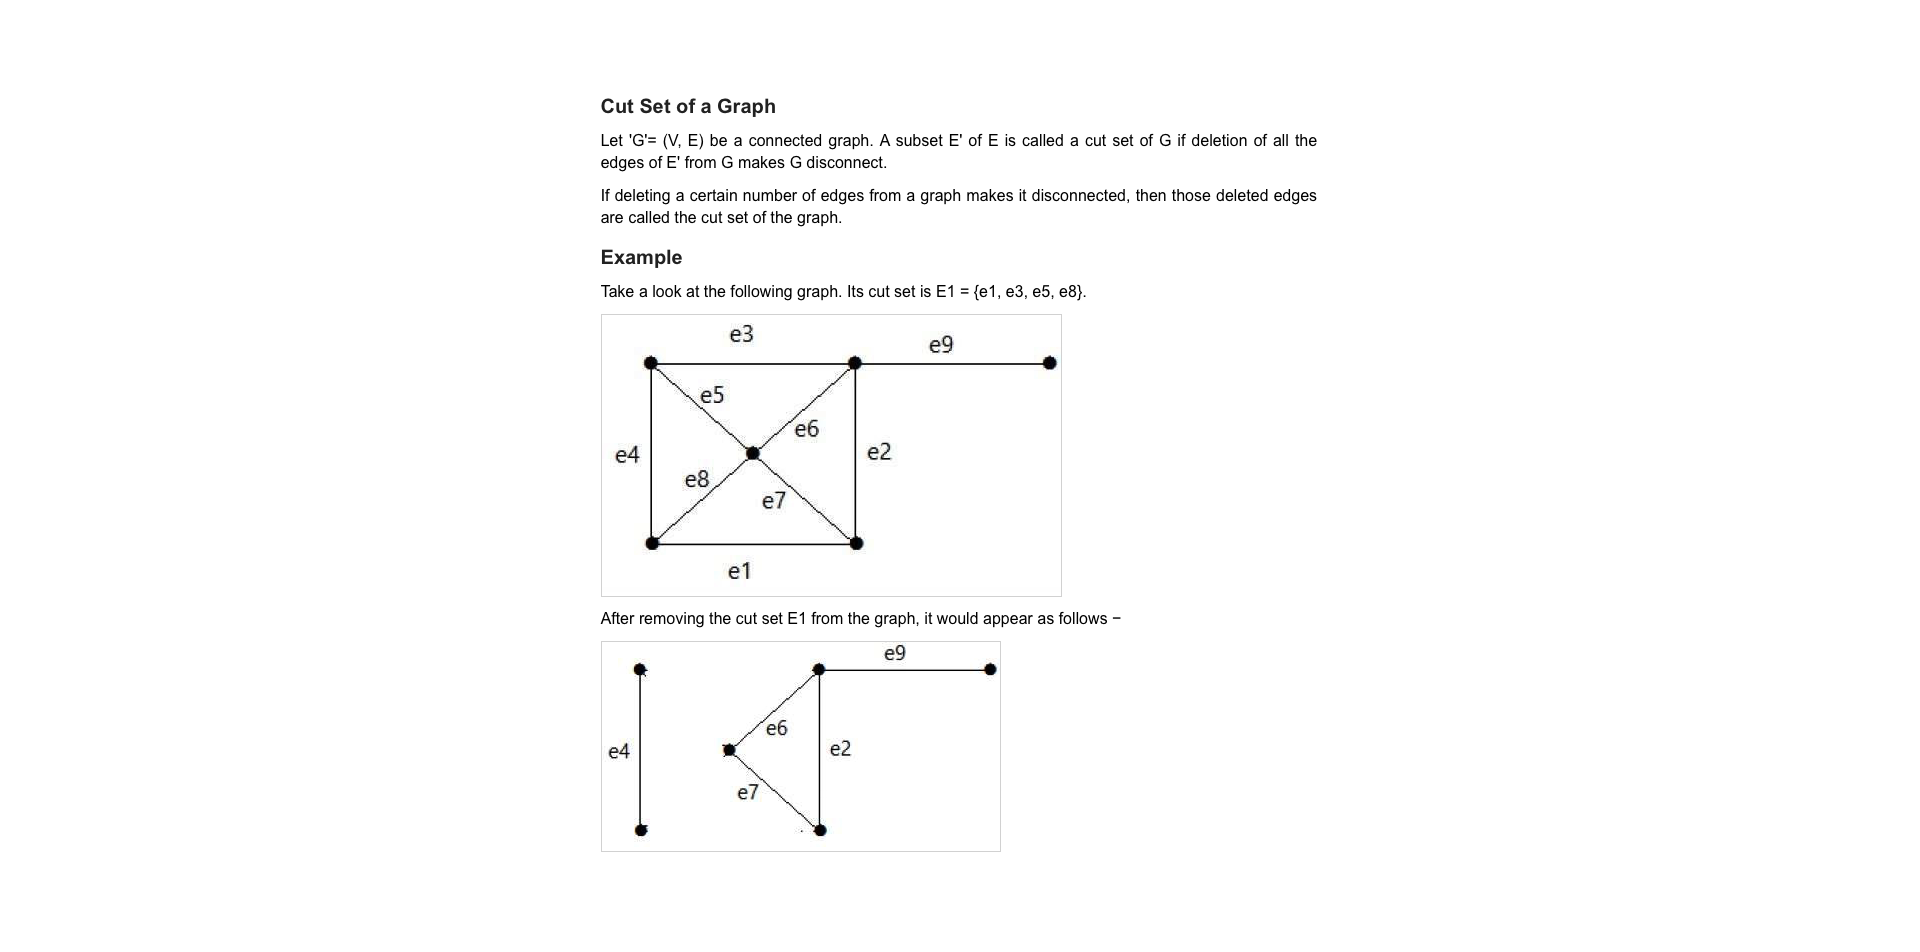 Cut Set of a Graph
Let 'G'= (V, E) be a connected graph. A subset E' of E is called a cut set of G if deletion of all the
edges of E' from G makes G disconnect.
If deleting a certain number of edges from a graph makes it disconnected, then those deleted edges
are called the cut set of the graph.
Example
Take a look at the following graph. Its cut set is E1 = {e1, e3, e5, e8}.
e3
e9
e5
e6
e4
e2
e8
e7
e1
After removing the cut set E1 from the graph, it would appear as follows −
e9
e6
e4
e2
e7